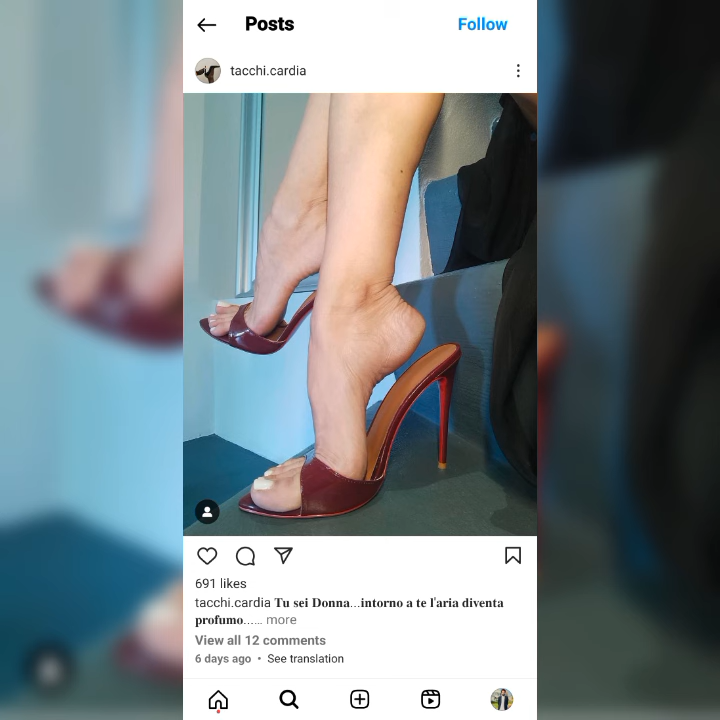 Posts
Follow
tacchi.cardia
691 likes
tacchi.cardia Tu sei Donna...intorno a te l'aria diventa
profumo...... more
View all 12 comments
6 days ago • See translation